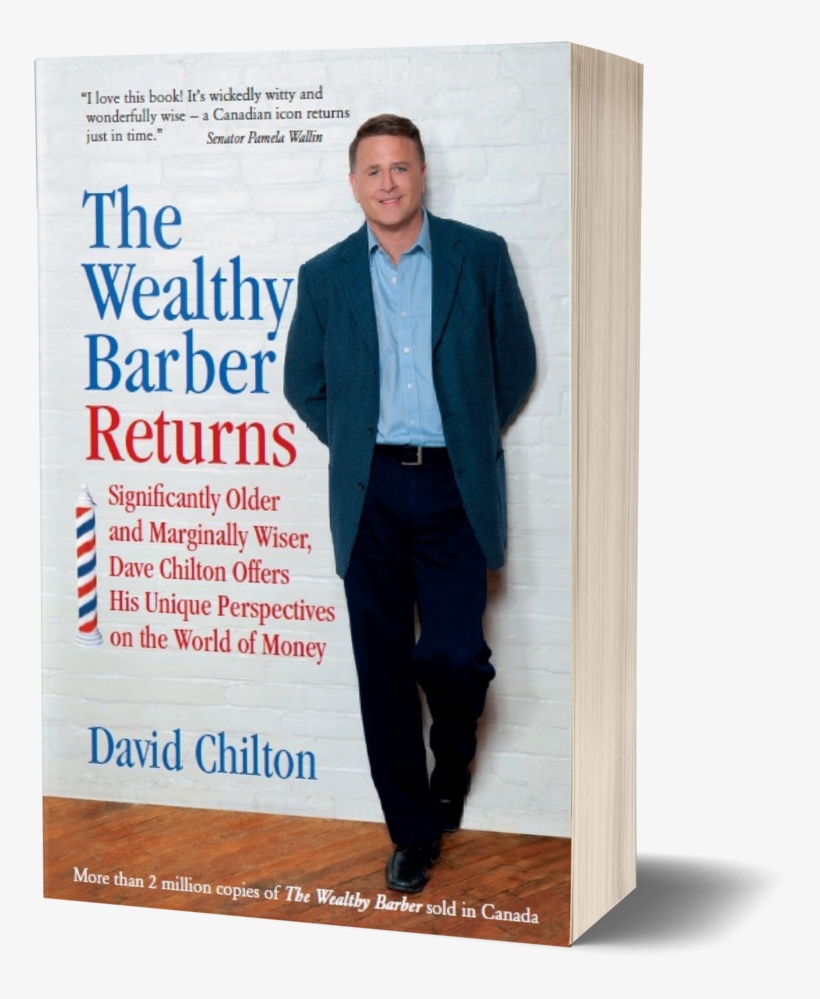 “I love this book! It’s wickedly witty and
wonderfully wise – a Canadian icon returns
just in time.” Senator Pamela Wallin
The
Wealthy
Barber
Returns
Significantly Older
and Marginally Wiser,
Dave Chilton Offers
His Unique Perspectives
on the World of Money
David Chilton
More than 2 million copies of The Wealthy Barber sold in Canada